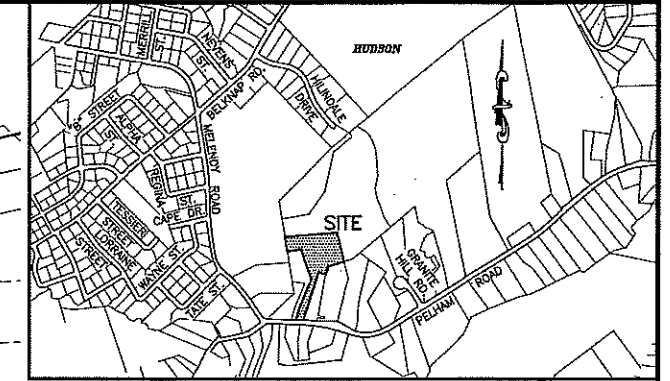 MERRILL
ST.
NEVENS
ST.
HUDSON
BELKNAP RD.
HILINDALE
DRIVE
"B" STREET
ALPHA
ST.
MELENDY
ROAD
REGINA
ST.
CAPE DR.
TESSIER
STREET
LORRAINE
STREET
WAYNE ST.
TATE ST.
SITE
GRANITE
HILL RD.
PELHAM
ROAD